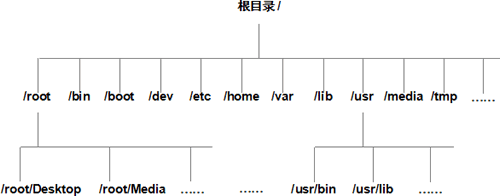 根目录 /
/root /bin /boot /dev /etc /home /var /lib /usr /media /tmp ……
/root/Desktop /root/Media …… …… /usr/bin /usr/lib ……